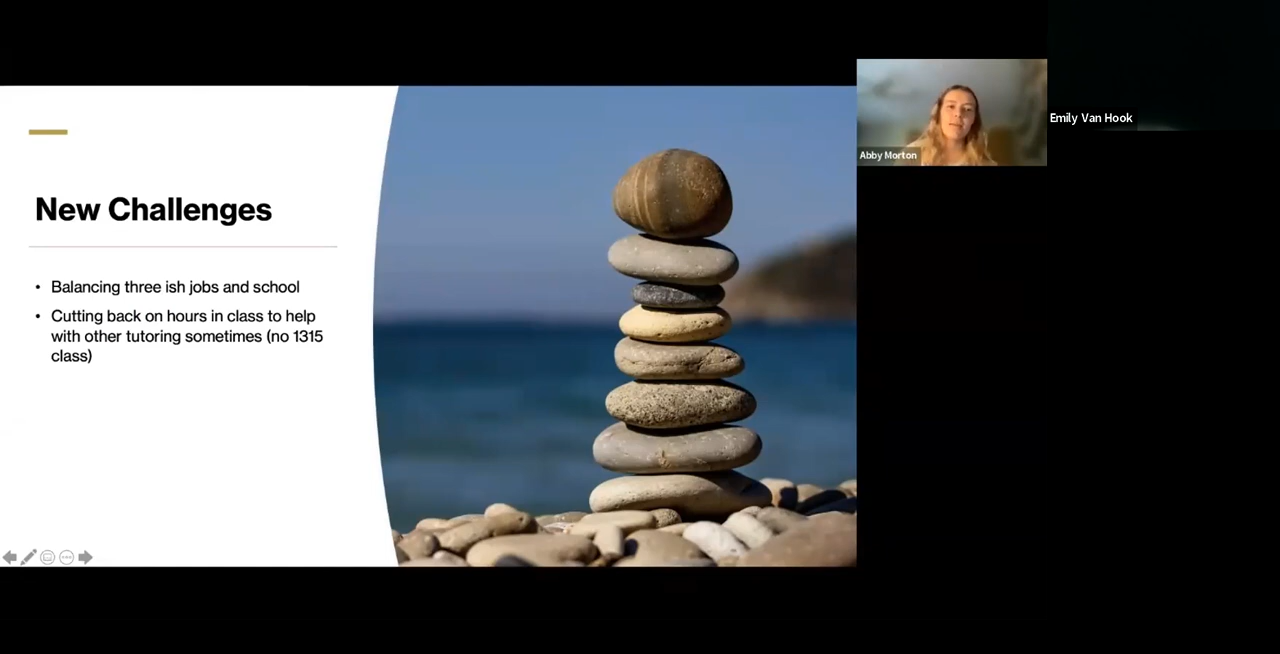 New Challenges
• Balancing three ish jobs and school
• Cutting back on hours in class to help
with other tutoring sometimes (no 1315
class)
Abby Morton
Emily Van Hook